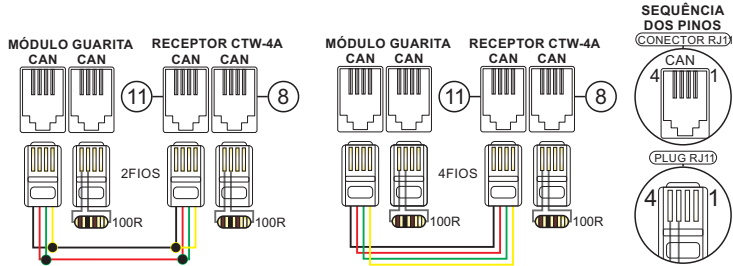 MÓDULO GUARITA
CAN CAN
RECEPTOR CTW-4A
CAN CAN
11
8
2FIOS
100R
100R
MÓDULO GUARITA
CAN CAN
RECEPTOR CTW-4A
CAN CAN
11
8
4FIOS
100R
100R
SEQUÊNCIA
DOS PINOS
CONECTOR RJ11
CAN
4 1
PLUG RJ11
4 1